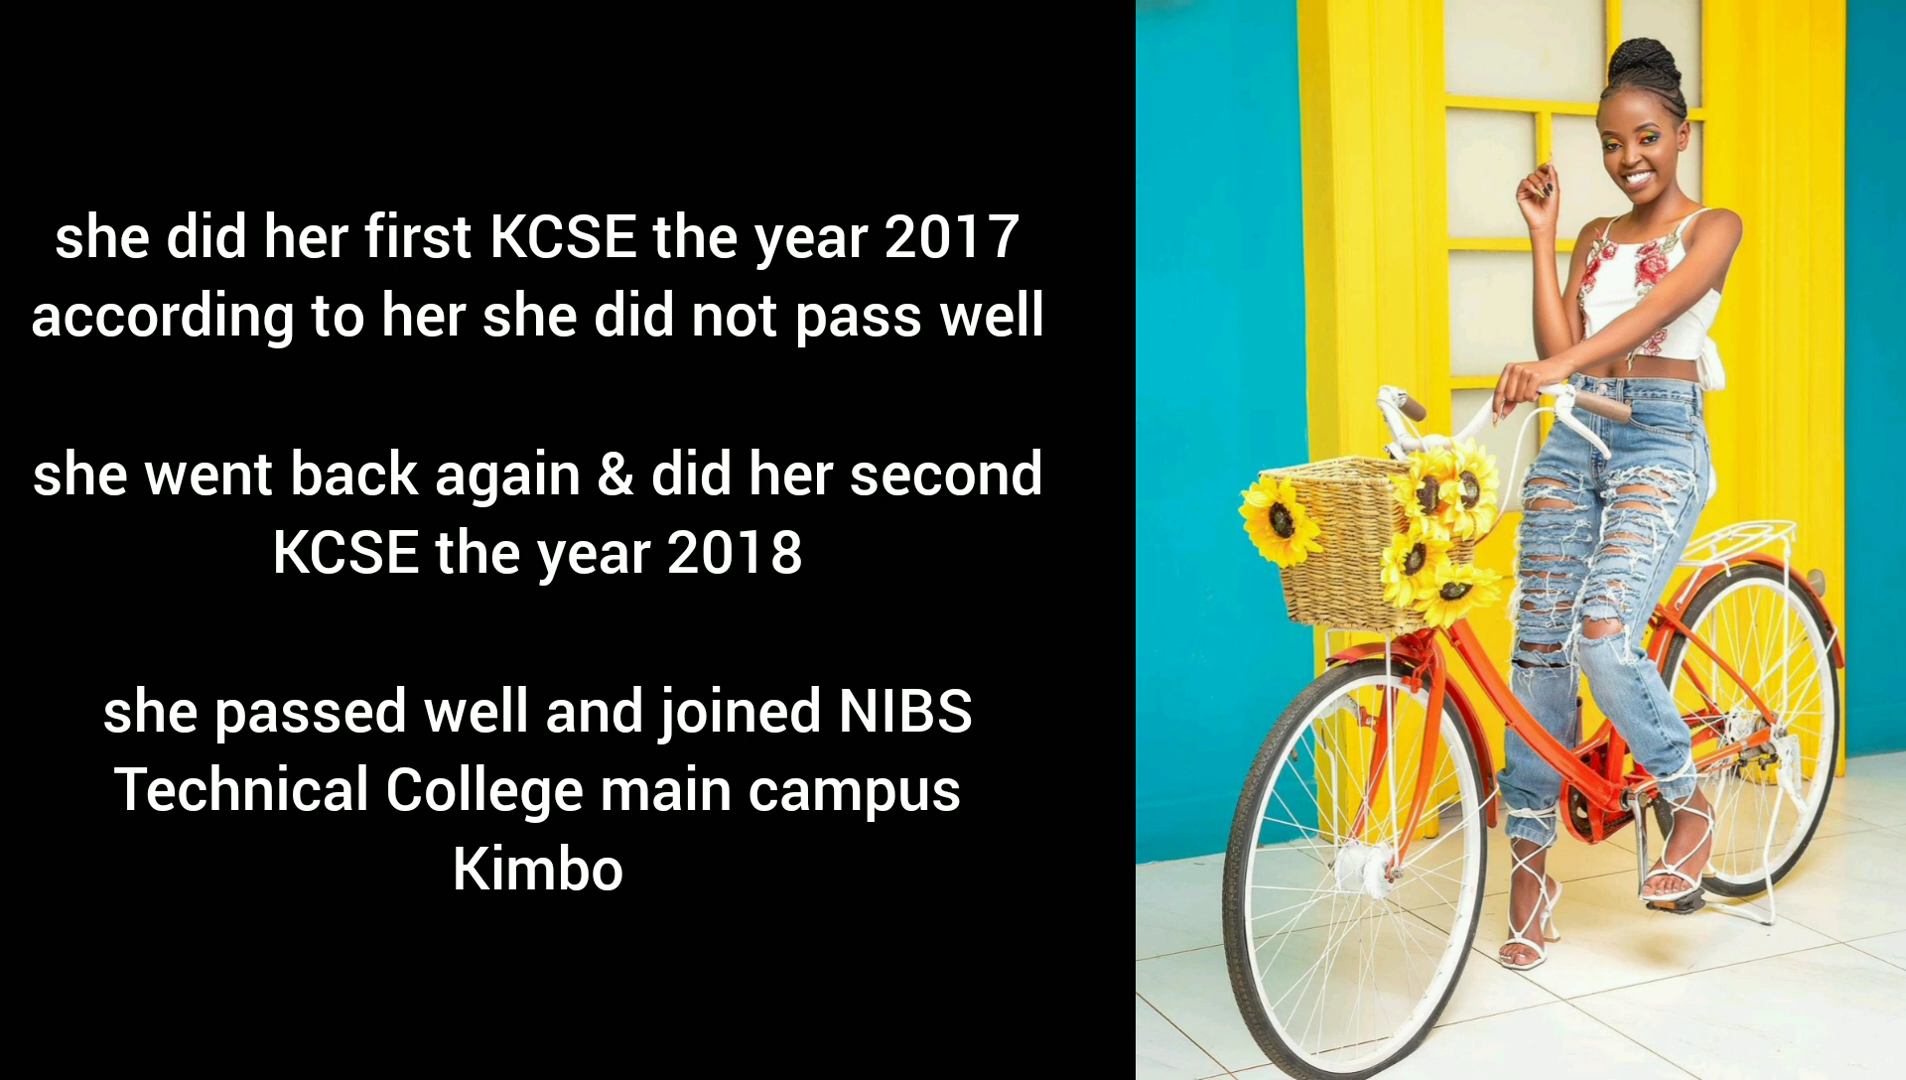 she did her first KCSE the year 2017
according to her she did not pass well
she went back again & did her second
KCSE the year 2018
she passed well and joined NIBS
Technical College main campus
Kimbo